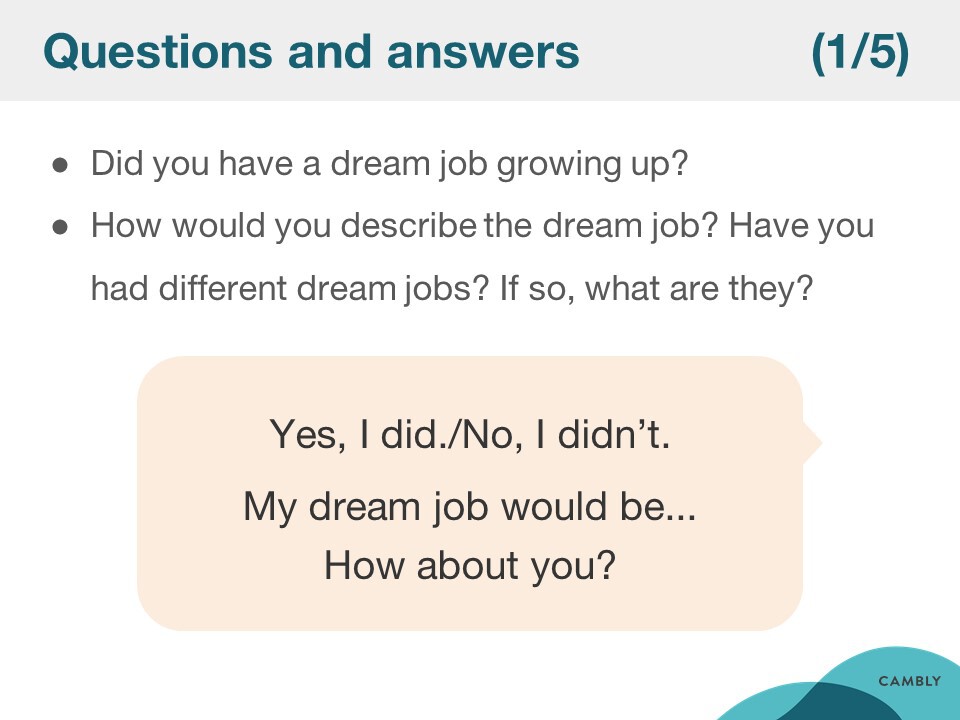 Questions and answers (1/5)
● Did you have a dream job growing up?
● How would you describe the dream job? Have you
had different dream jobs? If so, what are they?
Yes, I did./No, I didn’t.
My dream job would be...
How about you?
CAMBLY